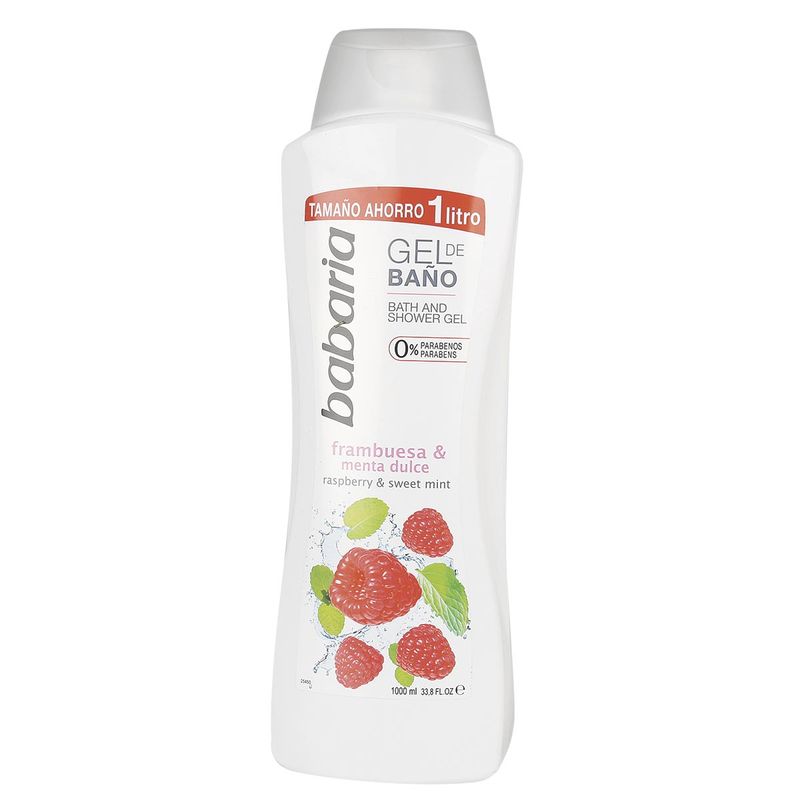 TAMAÑO AHORRO 1 litro
babaria
GEL DE
BAÑO
BATH AND
SHOWER GEL
0% PARABENOS
PARABENS
frambuesa &
menta dulce
raspberry & sweet mint
1000 ml 33,8 FL.OZ ℮